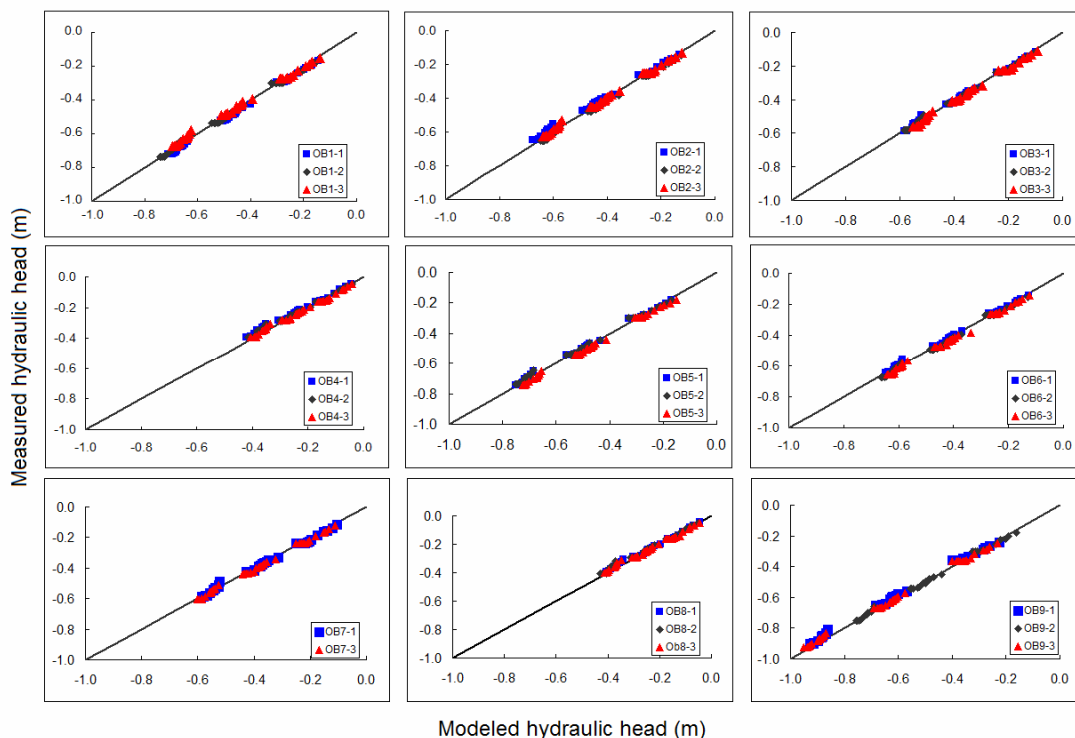 Measured hydraulic head (m)
0.0
-0.2
-0.4
-0.6
-0.8
-1.0
-1.0 -0.8 -0.6 -0.4 -0.2 0.0
OB1-1
OB1-2
OB1-3
0.0
-0.2
-0.4
-0.6
-0.8
-1.0
-1.0 -0.8 -0.6 -0.4 -0.2 0.0
OB2-1
OB2-2
OB2-3
0.0
-0.2
-0.4
-0.6
-0.8
-1.0
-1.0 -0.8 -0.6 -0.4 -0.2 0.0
OB3-1
OB3-2
OB3-3
0.0
-0.2
-0.4
-0.6
-0.8
-1.0
-1.0 -0.8 -0.6 -0.4 -0.2 0.0
OB4-1
OB4-2
OB4-3
0.0
-0.2
-0.4
-0.6
-0.8
-1.0
-1.0 -0.8 -0.6 -0.4 -0.2 0.0
OB5-1
OB5-2
OB5-3
0.0
-0.2
-0.4
-0.6
-0.8
-1.0
-1.0 -0.8 -0.6 -0.4 -0.2 0.0
OB6-1
OB6-2
OB6-3
0.0
-0.2
-0.4
-0.6
-0.8
-1.0
-1.0 -0.8 -0.6 -0.4 -0.2 0.0
OB7-1
OB7-3
0.0
-0.2
-0.4
-0.6
-0.8
-1.0
-1.0 -0.8 -0.6 -0.4 -0.2 0.0
OB8-1
OB8-2
Ob8-3
0.0
-0.2
-0.4
-0.6
-0.8
-1.0
-1.0 -0.8 -0.6 -0.4 -0.2 0.0
OB9-1
OB9-2
OB9-3
Modeled hydraulic head (m)